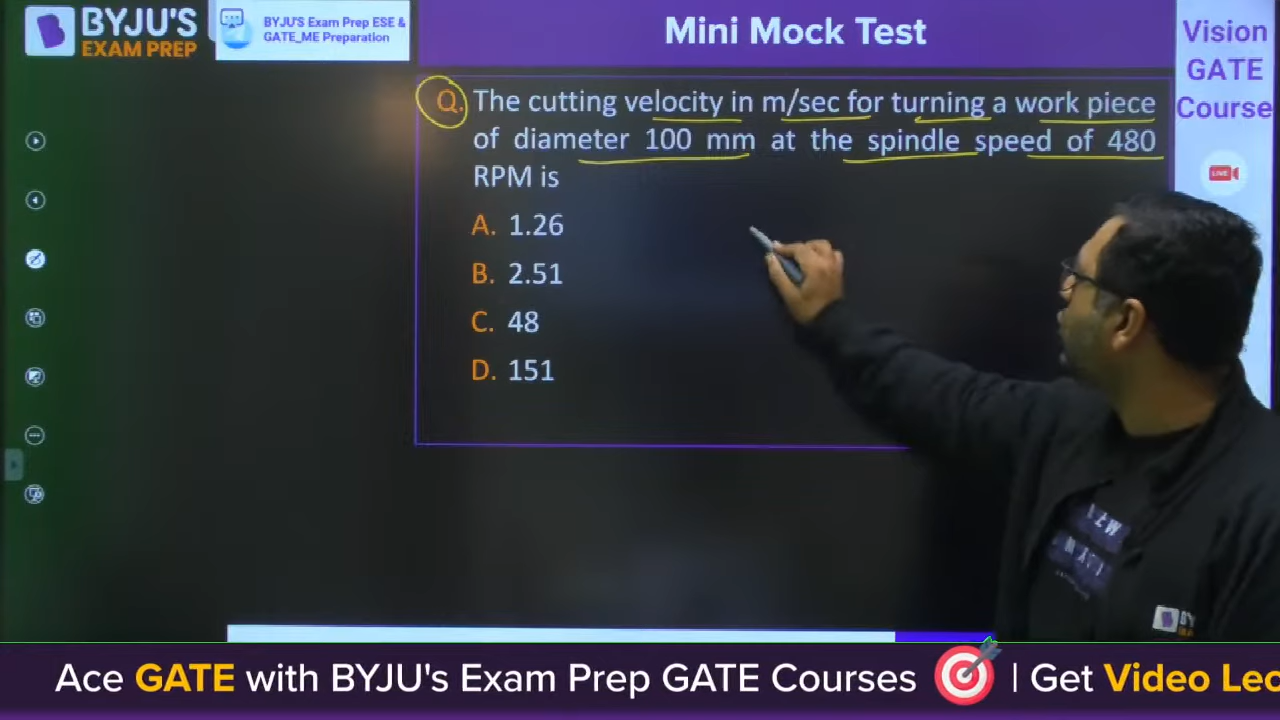 BYJU'S
EXAM PREP
BYJU'S Exam Prep ESE &
GATE_ME Preparation
Mini Mock Test
Vision
GATE
Course
LIVE
Q. The cutting velocity in m/sec for turning a work piece
of diameter 100 mm at the spindle speed of 480
RPM is
A. 1.26
B. 2.51
C. 48
D. 151
Ace GATE with BYJU's Exam Prep GATE Courses | Get Video Lec